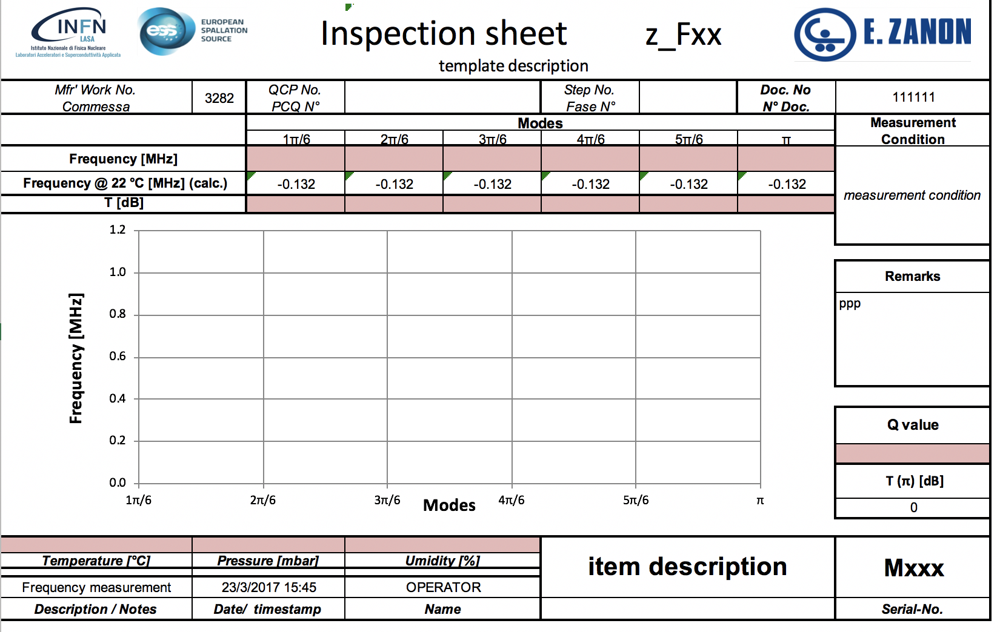 INFN
LASA
Istituto Nazionale di Fisica Nucleare
Laboratori Acceleratori e Superconduttività Applicata
ess
EUROPEAN
SPALLATION
SOURCE
Inspection sheet z_Fxx
template description
E. ZANON
Mfr' Work No.
Commessa
3282
QCP No.
PCQ N°
Step No.
Fase N°
Doc. No
N° Doc.
111111
Modes
1π/6 2π/6 3π/6 4π/6 5π/6 π
Measurement
Condition
Frequency [MHz]
Frequency @ 22 °C [MHz] (calc.) -0.132 -0.132 -0.132 -0.132 -0.132 -0.132
T [dB]
measurement condition
1.2
1.0
0.8
0.6
0.4
0.2
0.0
Frequency [MHz]
1π/6 2π/6 3π/6 4π/6 5π/6 π
Modes
Remarks
ppp
Q value
T (π) [dB]
0
Temperature [°C] Pressure [mbar] Umidity [%]
Frequency measurement 23/3/2017 15:45 OPERATOR
Description / Notes Date/ timestamp Name
item description
Mxxx
Serial-No.